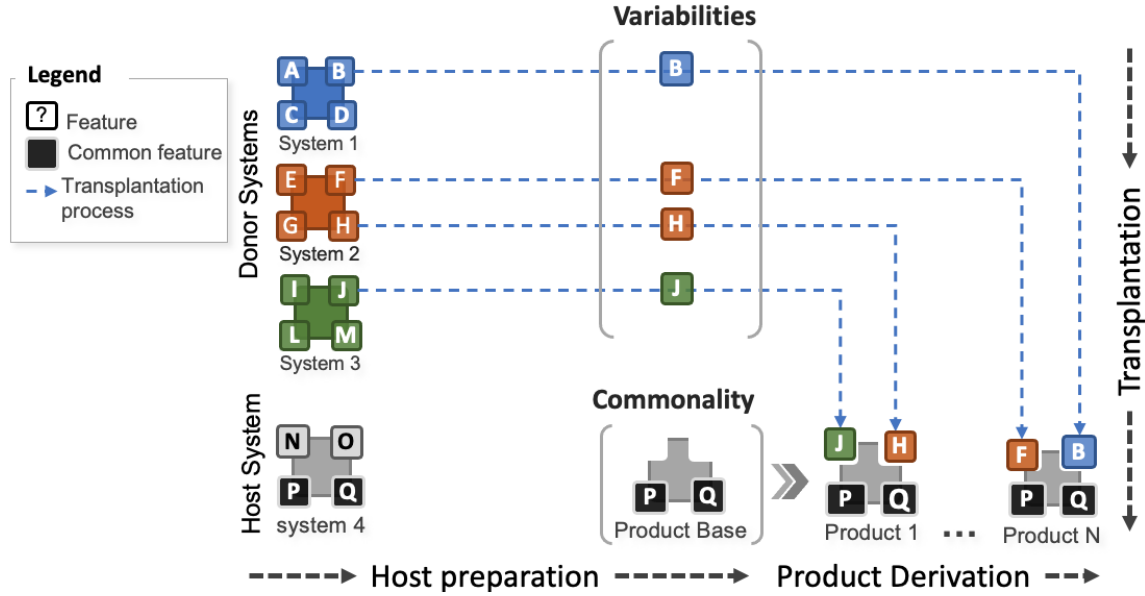 Variabilities
Legend
? Feature
Common feature
Transplantation
process
Donor Systems
A B
C D
System 1
E F
G H
System 2
I J
L M
System 3
B
F
H
J
Transplantation
Host System
N O
P Q
system 4
Commonality
P Q
Product Base
J H
P Q
Product 1
...
F B
P Q
Product N
Host preparation
Product Derivation